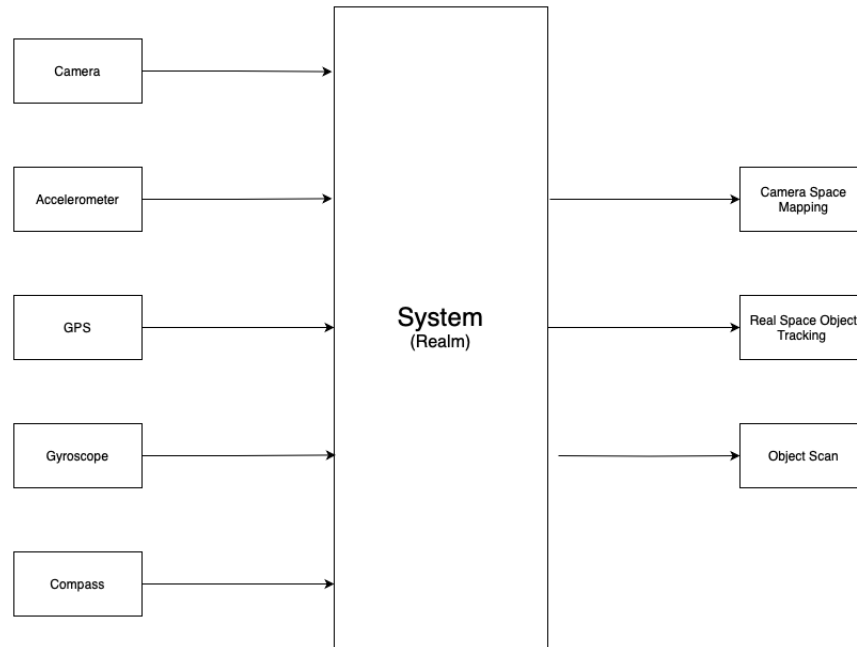 Camera
Accelerometer
GPS
Gyroscope
Compass
System
(Realm)
Camera Space
Mapping
Real Space Object
Tracking
Object Scan